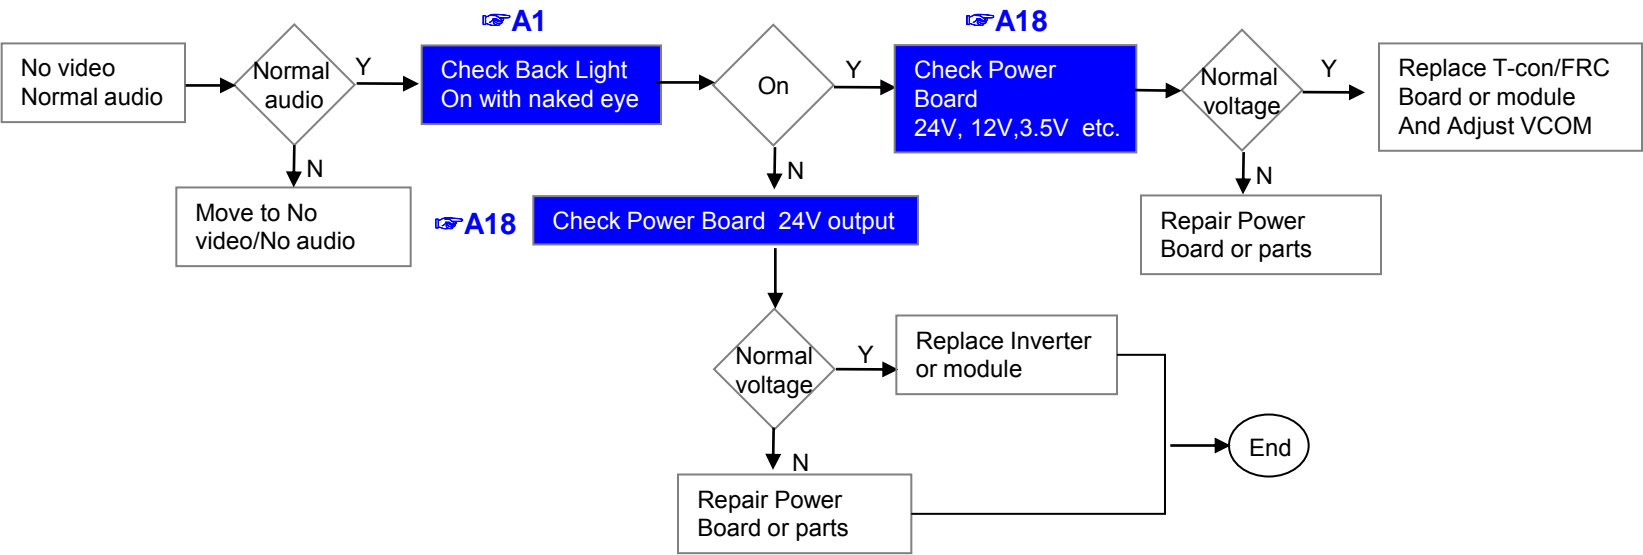 ☞A1
☞A18
No video
Normal audio
Normal
audio
Y
Check Back Light
On with naked eye
On
Y
Check Power
Board
24V, 12V,3.5V etc.
Normal
voltage
Y
Replace T-con/FRC
Board or module
And Adjust VCOM
N
N
N
Move to No
video/No audio
☞A18
Check Power Board 24V output
Repair Power
Board or parts
Normal
voltage
Y
Replace Inverter
or module
End
N
Repair Power
Board or parts